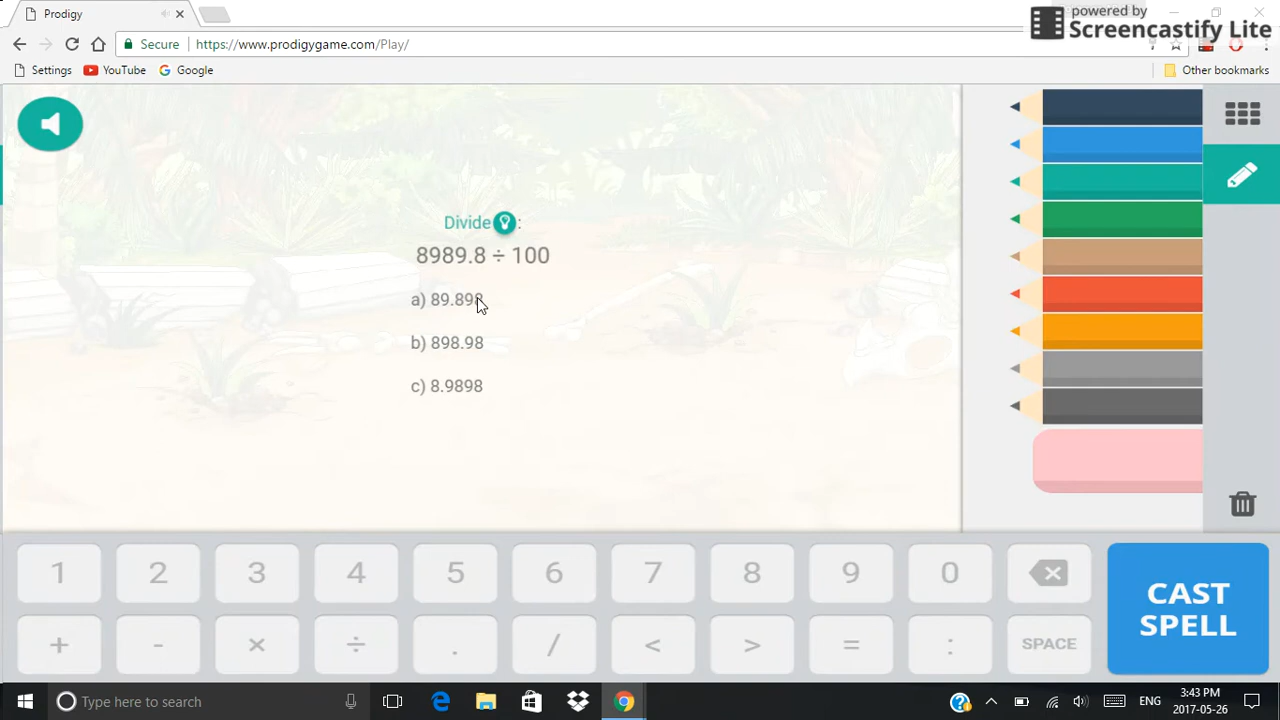 Prodigy
powered by
Screencastify Lite
Secure
https://www.prodigygame.com/Play/
Settings
YouTube
Google
Other bookmarks
Divide :
8989.8 ÷ 100
a) 89.898
b) 898.98
c) 8.9898
1 2 3 4 5 6 7 8 9 0
+ - × ÷ . / < > = : SPACE
CAST
SPELL
Type here to search
ENG
3:43 PM
2017-05-26